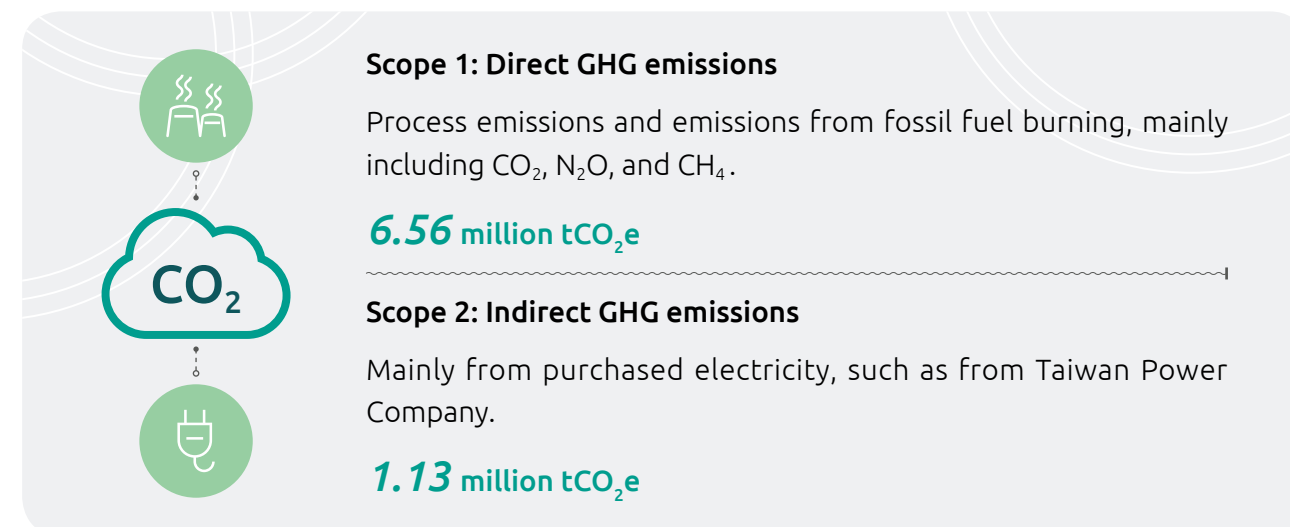 Scope 1: Direct GHG emissions
Process emissions and emissions from fossil fuel burning, mainly
including CO₂, N₂O, and CH₄ .
6.56 million tCO₂e
CO₂
Scope 2: Indirect GHG emissions
Mainly from purchased electricity, such as from Taiwan Power
Company.
1.13 million tCO₂e